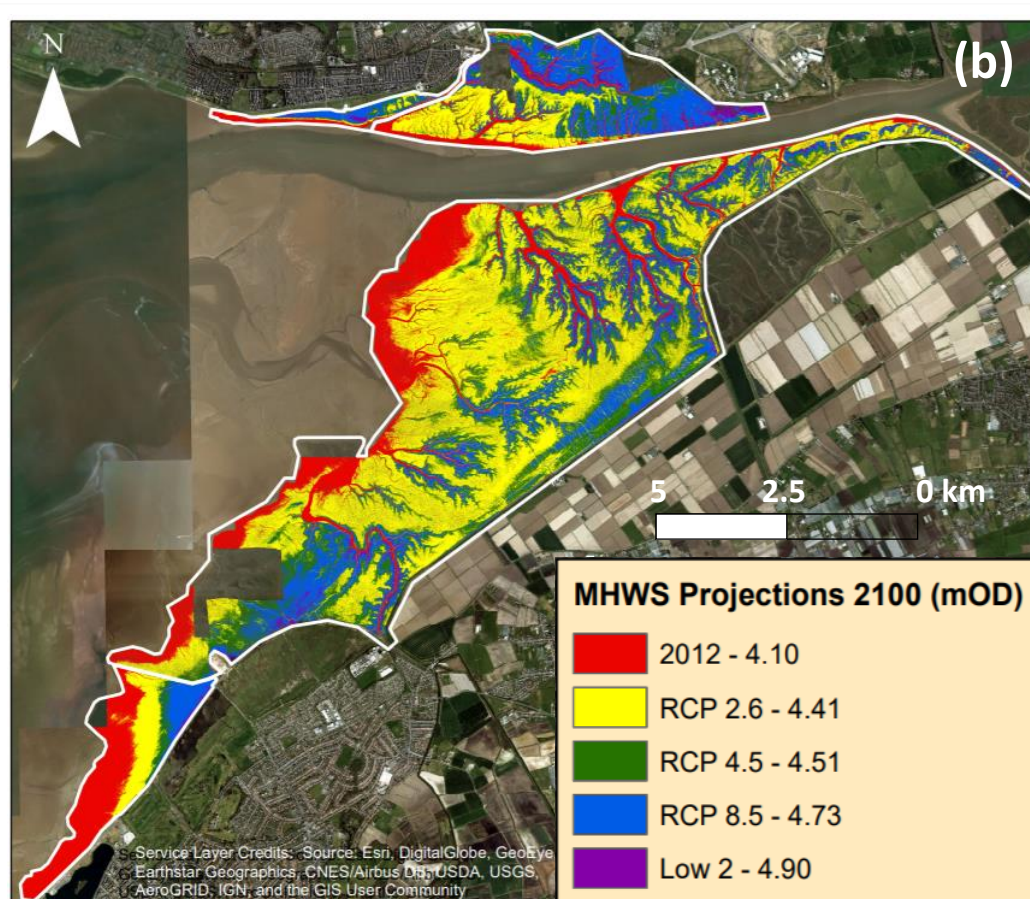 N
(b)
5 2.5 0 km
MHWS Projections 2100 (mOD)
2012 - 4.10
RCP 2.6 - 4.41
RCP 4.5 - 4.51
RCP 8.5 - 4.73
Low 2 - 4.90
Service Layer Credits: Source: Esri, DigitalGlobe, GeoEye,
Earthstar Geographics, CNES/Airbus DS, USDA, USGS,
AeroGRID, IGN, and the GIS User Community